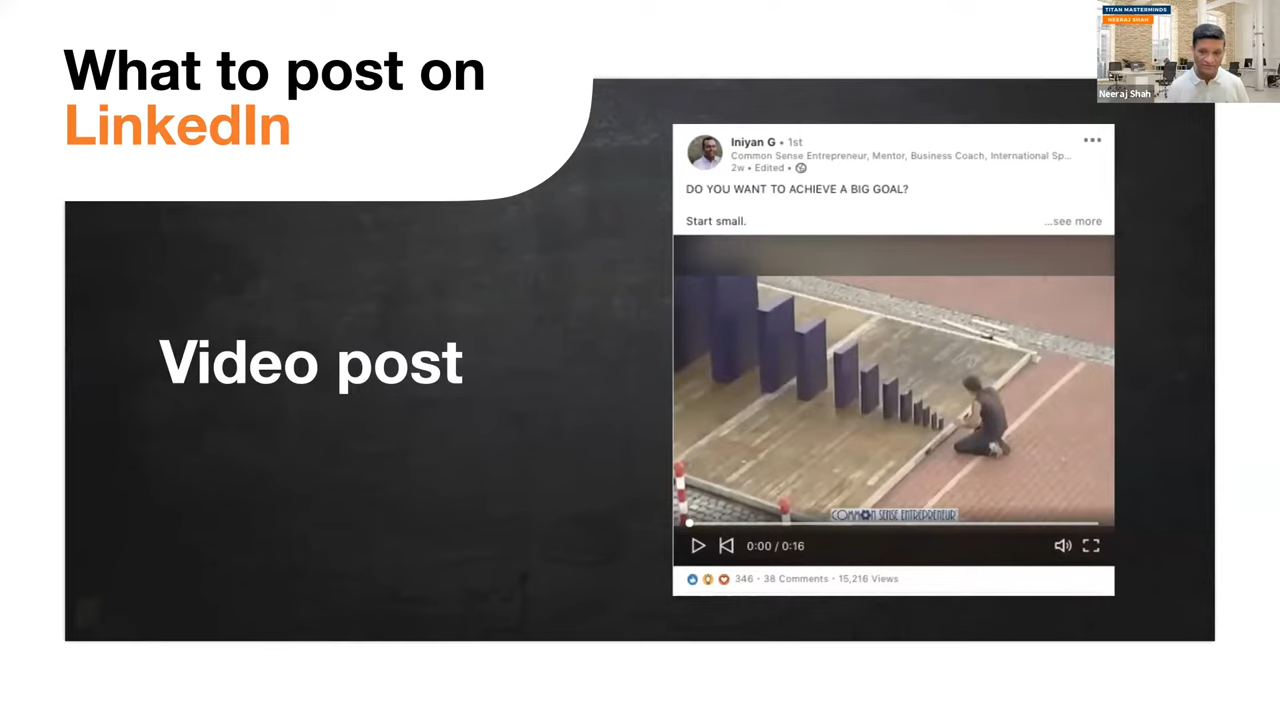 What to post on
LinkedIn
TITAN MASTERMINDS
NEERAJ SHAH
Neeraj Shah
Video post
Iniyan G • 1st
Common Sense Entrepreneur, Mentor, Business Coach, International Sp...
2w • Edited •
DO YOU WANT TO ACHIEVE A BIG GOAL?
Start small.
...see more
COMMON SENSE ENTREPRENEUR
0:00 / 0:16
346 · 38 Comments · 15,216 Views